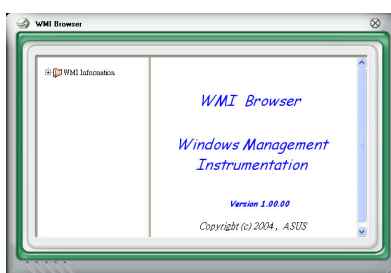 WMI Browser
WMI Information
WMI Browser
Windows Management
Instrumentation
Version 1.00.00
Copyright (c) 2004, ASUS